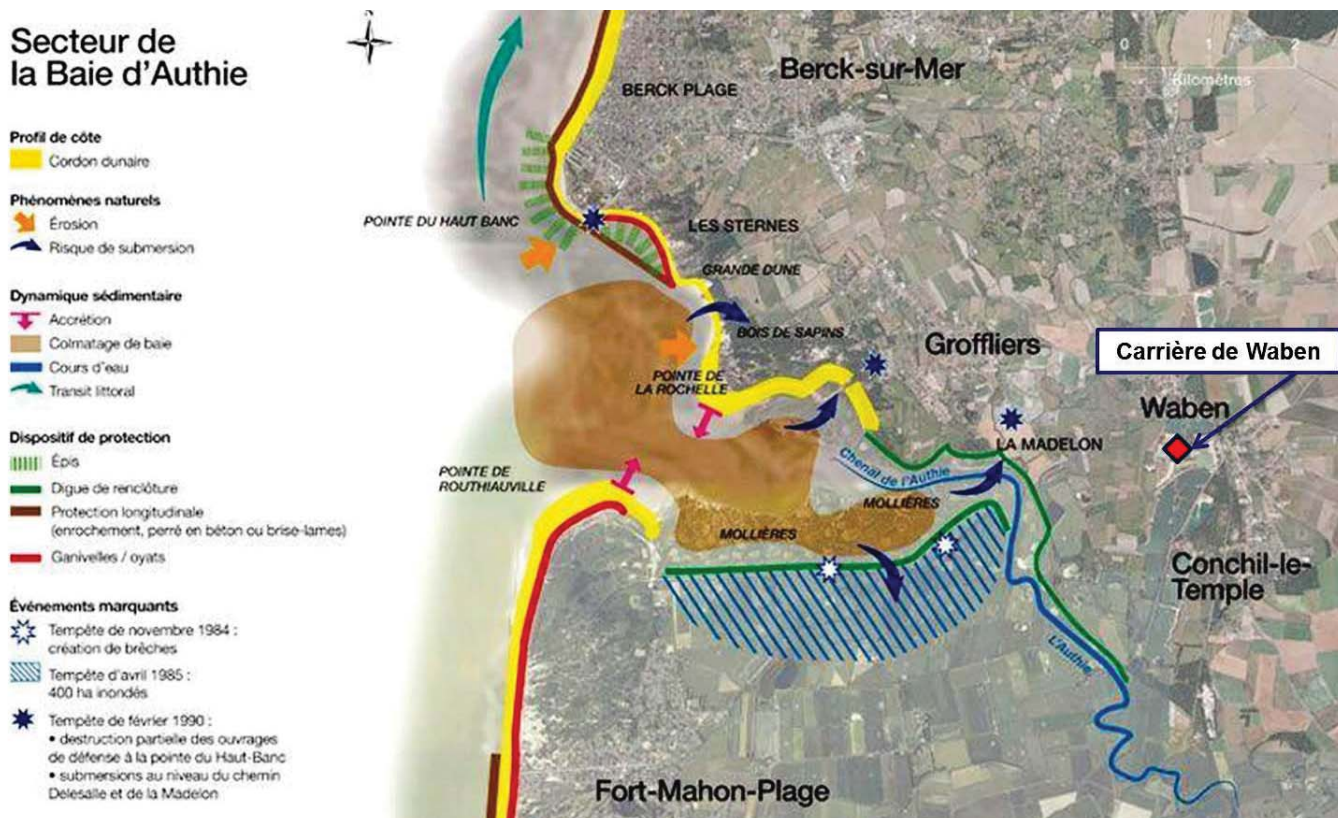 Secteur de
la Baie d'Authie
Profil de côte
Cordon dunaire
Phénomènes naturels
Érosion
Risque de submersion
Dynamique sédimentaire
Accrétion
Colmatage de baie
Cours d'eau
Transit littoral
Dispositif de protection
Épis
Digue de renclôture
Protection longitudinale
(enrochement, perré en béton ou brise-lames)
Ganivelles / oyats
Événements marquants
Tempête de novembre 1984 :
création de brèches
Tempête d'avril 1985 :
400 ha inondés
Tempête de février 1990 :
• destruction partielle des ouvrages
de défense à la pointe du Haut-Banc
• submersions au niveau du chemin
Delesalle et de la Madelon
0 1 2
Kilomètres
Berck-sur-Mer
BERCK PLAGE
POINTE DU HAUT BANC
LES STERNES
GRANDE DUNE
BOIS DE SAPINS
Groffliers
Carrière de Waben
POINTE DE
LA ROCHELLE
Waben
LA MADELON
Chenal de l'Authie
POINTE DE
ROUTHIAUVILLE
MOLLIÈRES
MOLLIÈRES
Conchil-le-
Temple
L'Authie
Fort-Mahon-Plage